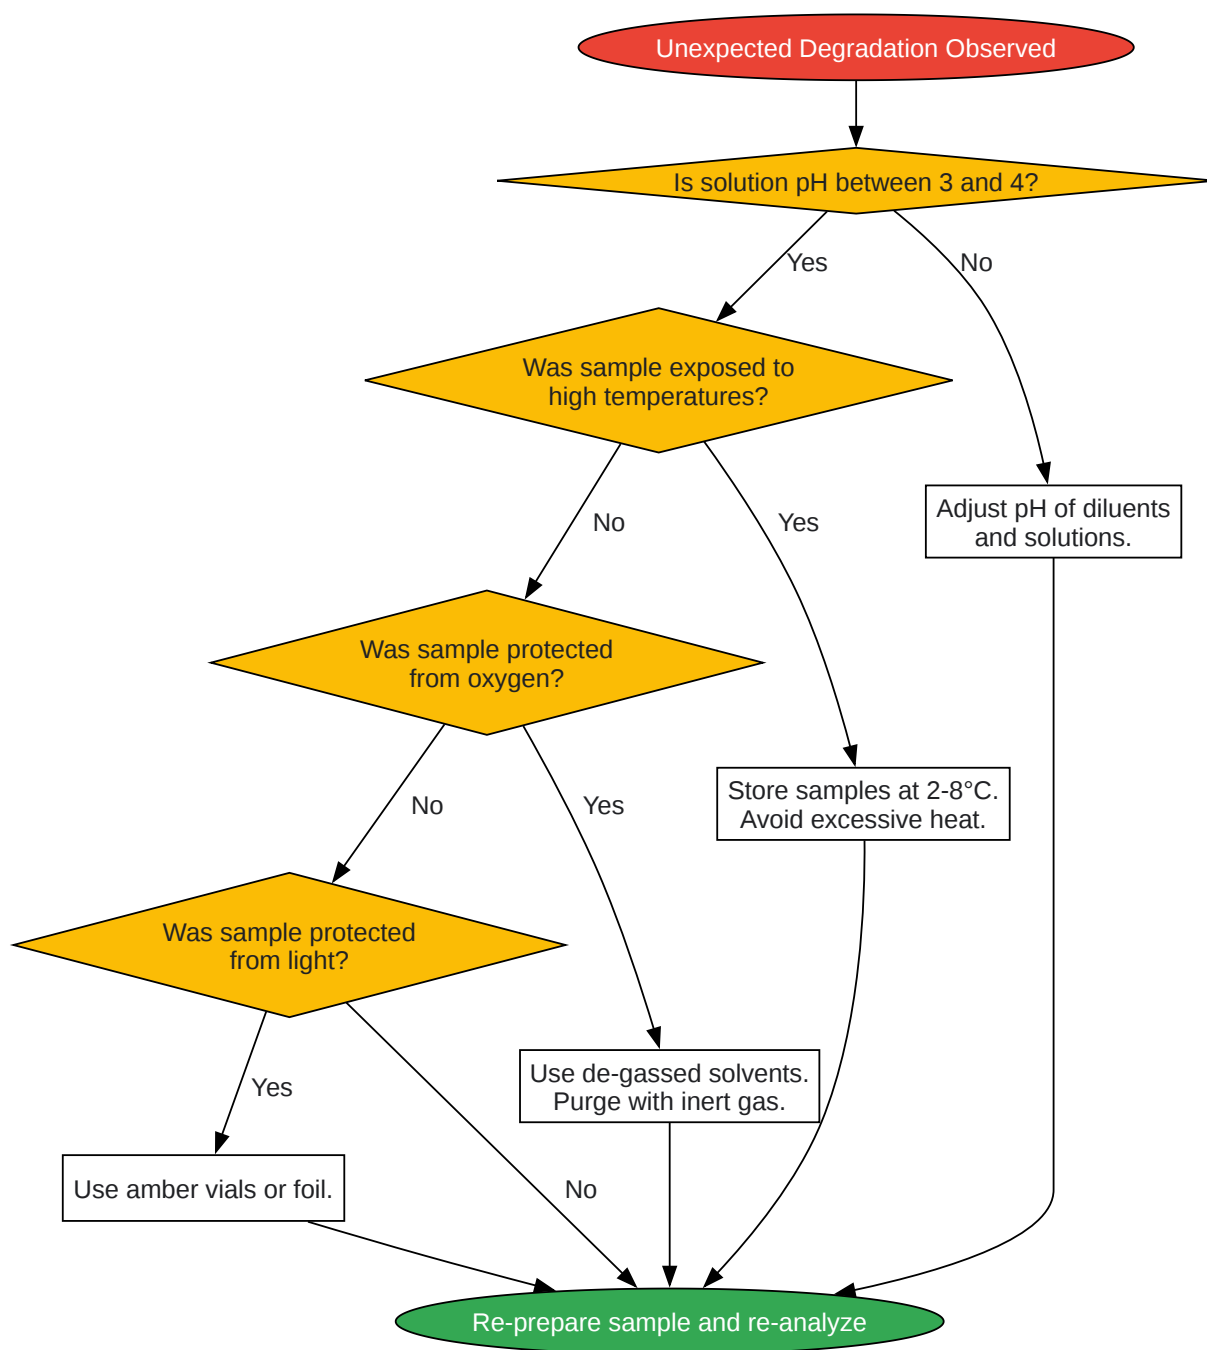 Unexpected Degradation Observed
Is solution pH between 3 and 4?
Yes
No
Was sample exposed to
high temperatures?
No
Yes
Adjust pH of diluents
and solutions.
Was sample protected
from oxygen?
No
Yes
Store samples at 2-8°C.
Avoid excessive heat.
Was sample protected
from light?
Yes
No
Use de-gassed solvents.
Purge with inert gas.
Use amber vials or foil.
Re-prepare sample and re-analyze